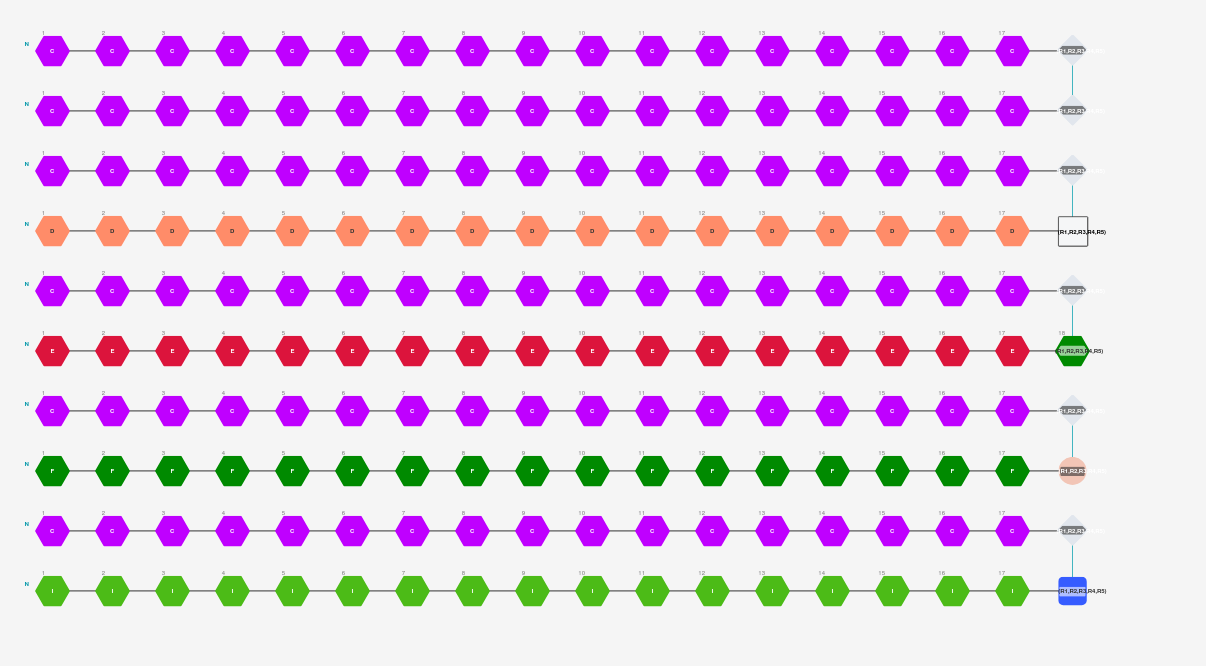 1 2 3 4 5 6 7 8 9 10 11 12 13 14 15 16 17
N C C C C C C C C C C C C C C C C C R1,R2,R3
1 2 3 4 5 6 7 8 9 10 11 12 13 14 15 16 17
N C C C C C C C C C C C C C C C C C R1,R2,R3
1 2 3 4 5 6 7 8 9 10 11 12 13 14 15 16 17
N C C C C C C C C C C C C C C C C C R1,R2,R3
1 2 3 4 5 6 7 8 9 10 11 12 13 14 15 16 17
N D D D D D D D D D D D D D D D D D (R1,R2,R3,R4,R5)
1 2 3 4 5 6 7 8 9 10 11 12 13 14 15 16 17
N C C C C C C C C C C C C C C C C C R1,R2,R3
1 2 3 4 5 6 7 8 9 10 11 12 13 14 15 16 17 18
N E E E E E E E E E E E E E E E E E (R1,R2,R3,R4,R5)
1 2 3 4 5 6 7 8 9 10 11 12 13 14 15 16 17
N C C C C C C C C C C C C C C C C C R1,R2,R3
1 2 3 4 5 6 7 8 9 10 11 12 13 14 15 16 17
N F F F F F F F F F F F F F F F F F (R1,R2,R3
1 2 3 4 5 6 7 8 9 10 11 12 13 14 15 16 17
N C C C C C C C C C C C C C C C C C R1,R2,R3
1 2 3 4 5 6 7 8 9 10 11 12 13 14 15 16 17
N I I I I I I I I I I I I I I I I I (R1,R2,R3,R4,R5)